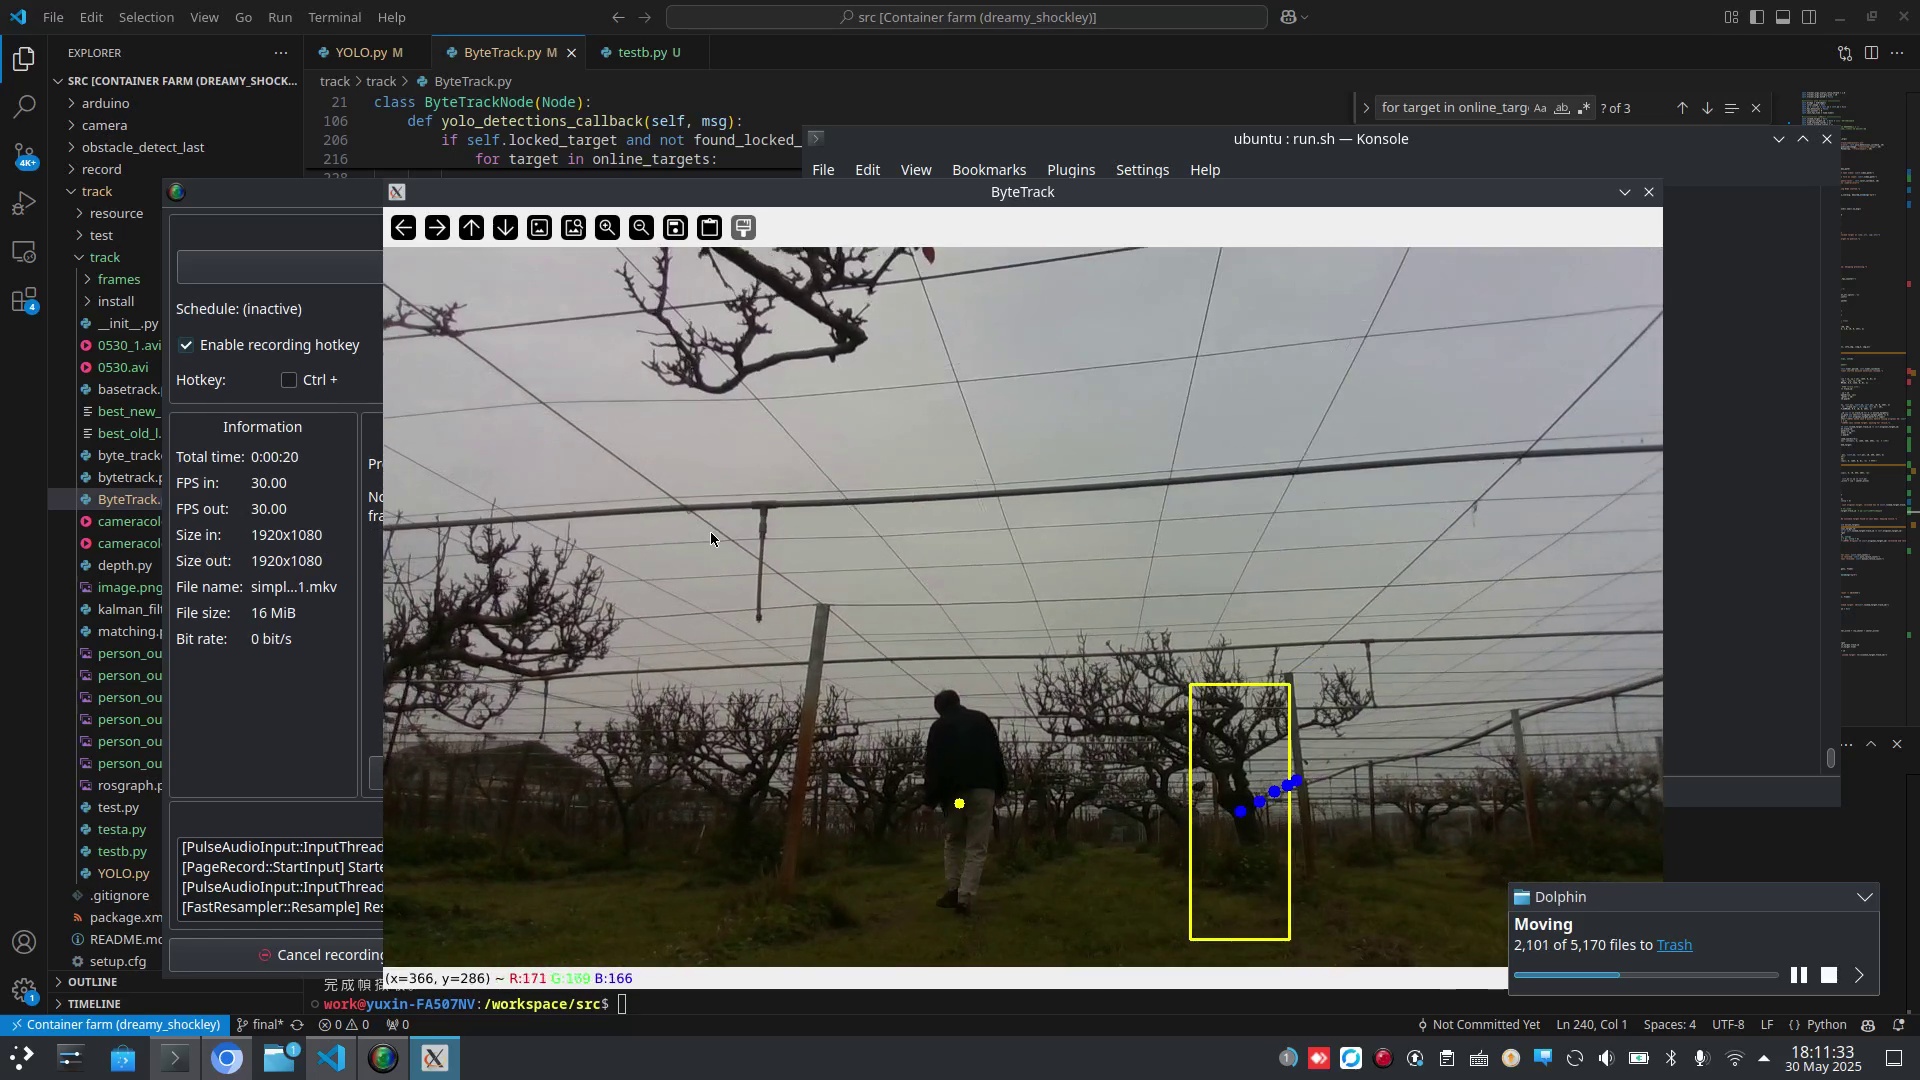 File Edit Selection View Go Run Terminal Help
src [Container farm (dreamy_shockley)]
EXPLORER
YOLO.py M
ByteTrack.py M
testb.py U
SRC [CONTAINER FARM (DREAMY_SHOCK...
track > track > ByteTrack.py
arduino
camera
obstacle_detect_last
record
track
resource
test
track
frames
install
__init__.py
0530_1.avi
0530.avi
basetrack.
best_new_
best_old_l.
byte_track
bytetrack.p
ByteTrack.
cameracol
cameracol
depth.py
image.png
kalman_filt
matching.p
person_ou
person_ou
person_ou
person_ou
person_ou
person_ou
rosgraph.p
test.py
testa.py
testb.py
YOLO.py
.gitignore
package.xm
README.md
setup.cfg
OUTLINE
TIMELINE
4K+
4
1
21 class ByteTrackNode(Node):
106 def yolo_detections_callback(self, msg):
206 if self.locked_target and not found_locked_
216 for target in online_targets:
for target in online_targ
Aa ab
? of 3
ubuntu : run.sh — Konsole
File Edit View Bookmarks Plugins Settings Help
ByteTrack
Schedule: (inactive)
Enable recording hotkey
Hotkey: Ctrl +
Information
Total time: 0:00:20
FPS in: 30.00
FPS out: 30.00
Size in: 1920x1080
Size out: 1920x1080
File name: simpl...1.mkv
File size: 16 MiB
Bit rate: 0 bit/s
Pr
No
fra
[PulseAudioInput::InputThread
[PageRecord::StartInput] Starte
[PulseAudioInput::InputThread
[FastResampler::Resample] Res
Cancel recording
(x=366, y=286) ~ R:171 G:169 B:166
work@yuxin-FA507NV:/workspace/src$
Dolphin
Moving
2,101 of 5,170 files to Trash
Container farm (dreamy_shockley)
final*
0 0
0
Not Committed Yet
Ln 240, Col 1
Spaces: 4
UTF-8
LF
{} Python
1
1
18:11:33
30 May 2025